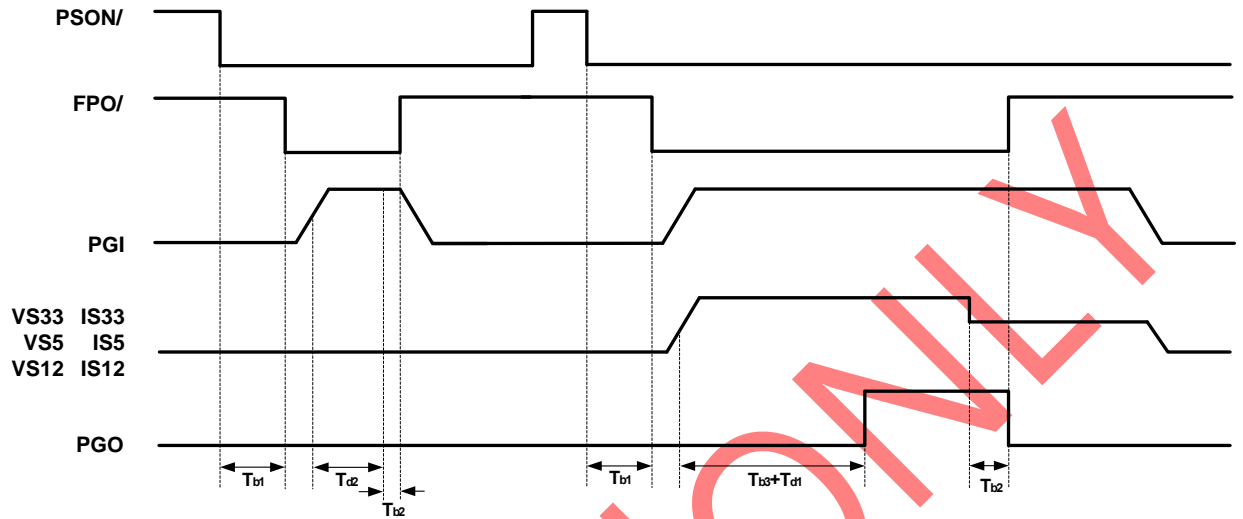 PSON/
FPO/
PGI
VS33 IS33
VS5 IS5
VS12 IS12
PGO
Tb1 Td2 Tb1 Tb3+Td1 Tb2
Tb2
ONLY